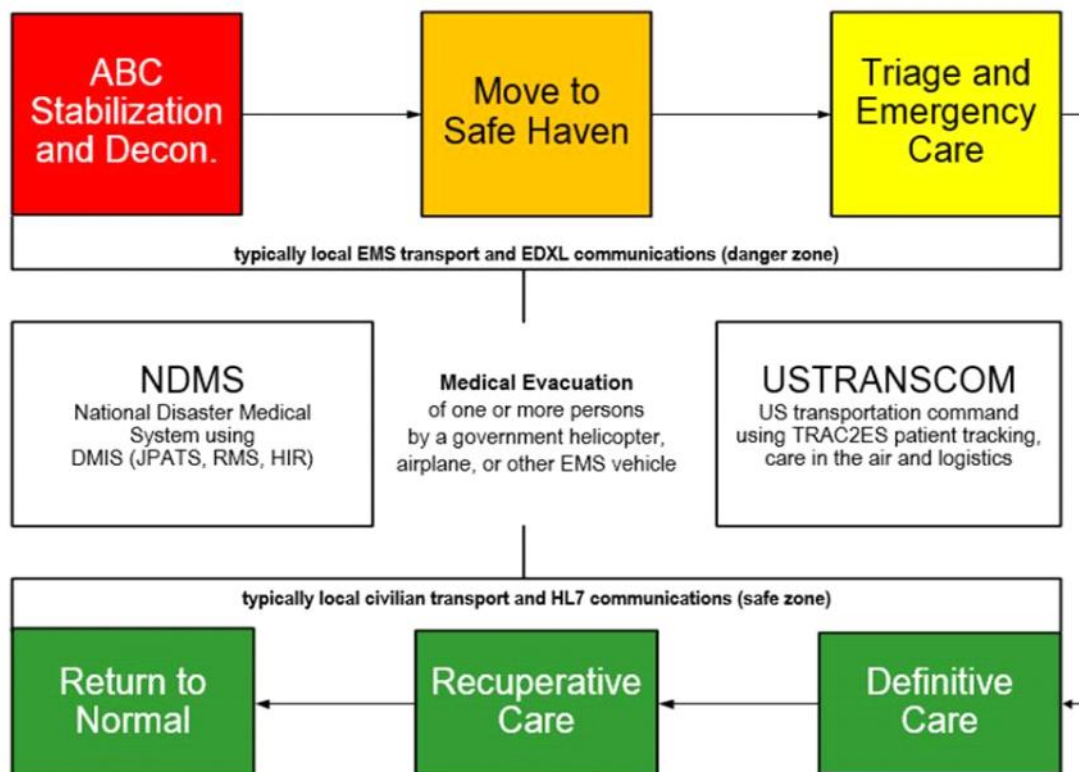 ABC
Stabilization
and Decon.
Move to
Safe Haven
Triage and
Emergency
Care
typically local EMS transport and EDXL communications (danger zone)
NDMS
National Disaster Medical
System using
DMIS (JPATS, RMS, HIR)
Medical Evacuation
of one or more persons
by a government helicopter,
airplane, or other EMS vehicle
USTRANSCOM
US transportation command
using TRAC2ES patient tracking,
care in the air and logistics
typically local civilian transport and HL7 communications (safe zone)
Return to
Normal
Recuperative
Care
Definitive
Care